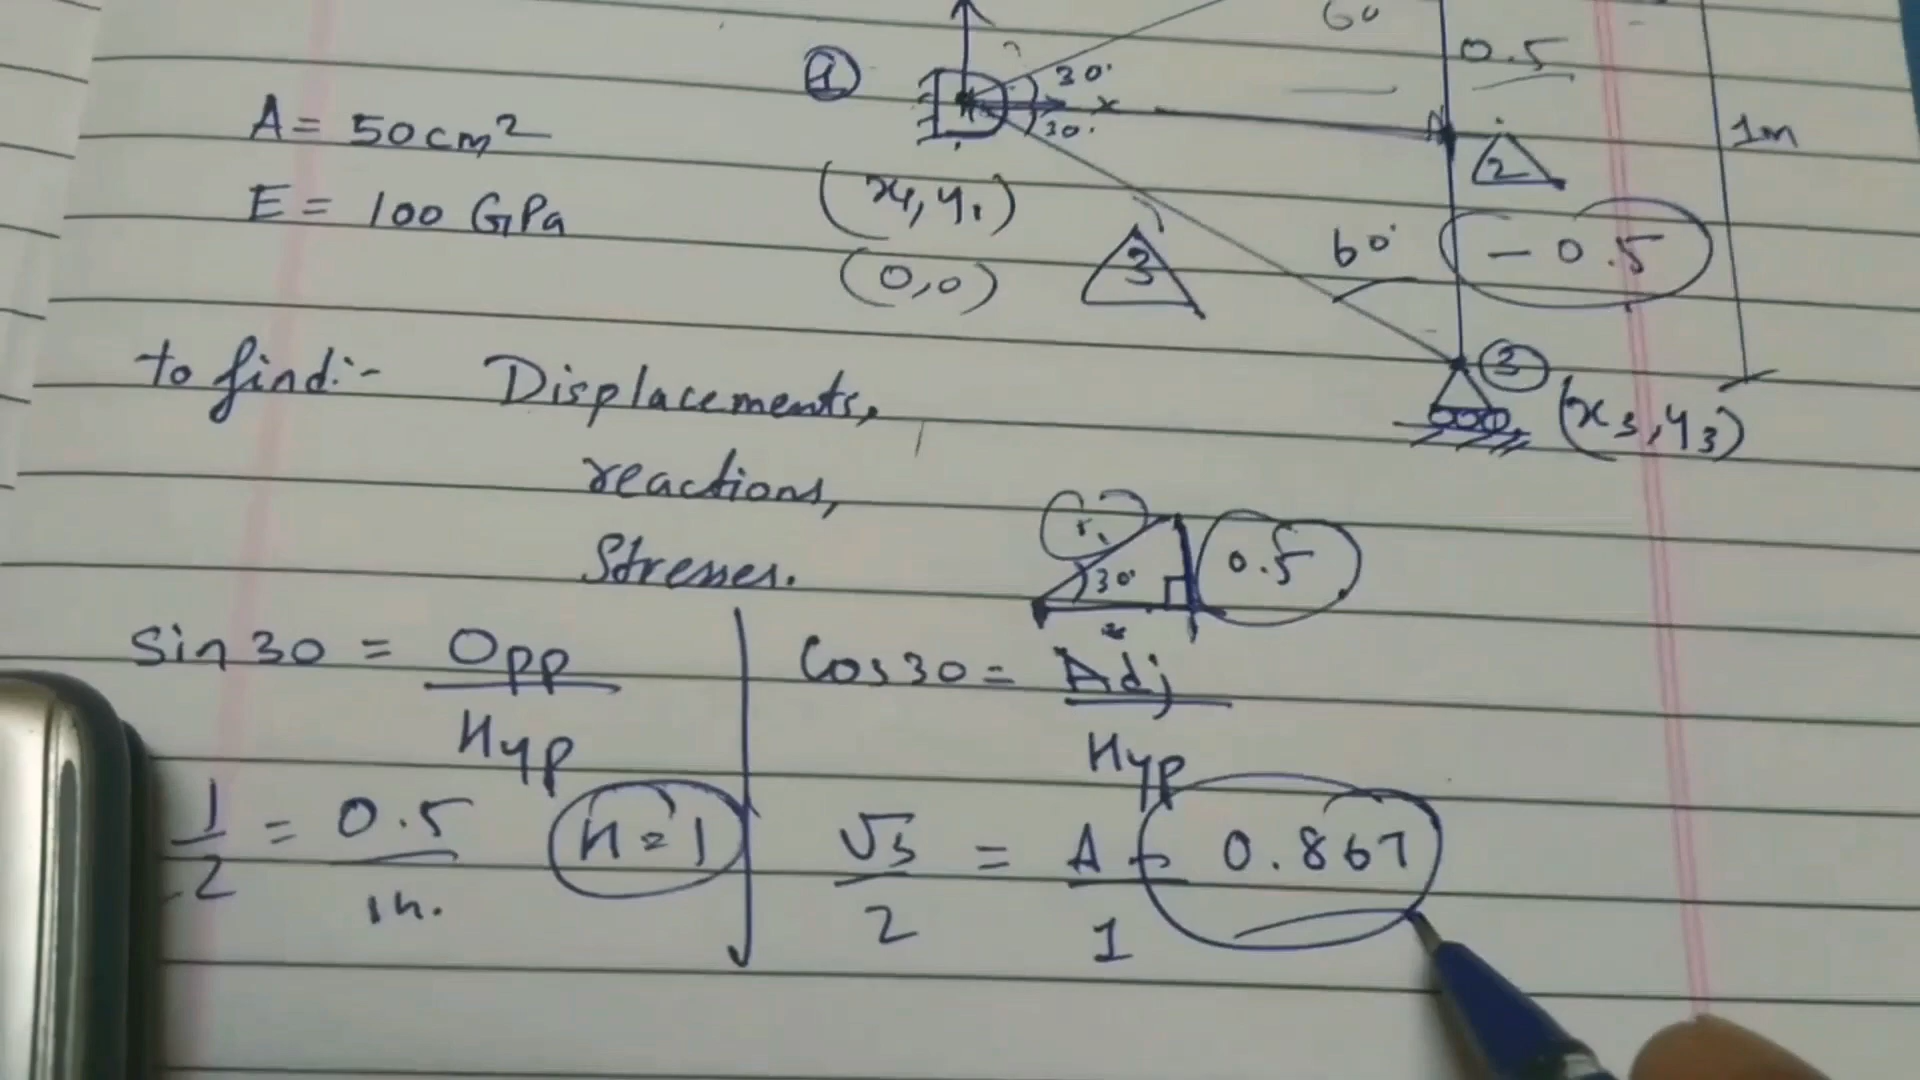 60
0.5
1
30°
x
30°
A = 50cm²
1m
2
E = 100 GPa
(x1, y1)
60°
- 0.5
3
(0,0)
to find:- Displacements,
3
(x3, y3)
reactions,
30°
0.5
Stresses.
Sin 30 = Opp
Hyp
Cos 30 = Adj
Hyp
1
2
= 0.5
H = 1
√3
2
= A
1
= 0.867